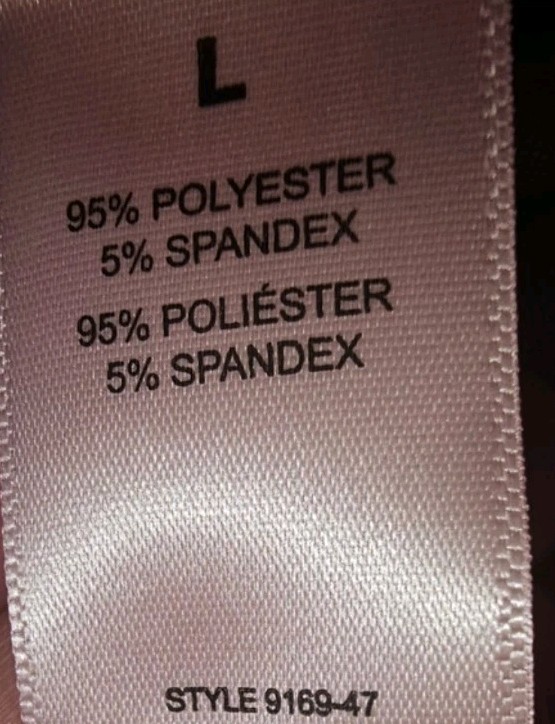 L
95% POLYESTER
5% SPANDEX
95% POLIÉSTER
5% SPANDEX
STYLE 9169-47